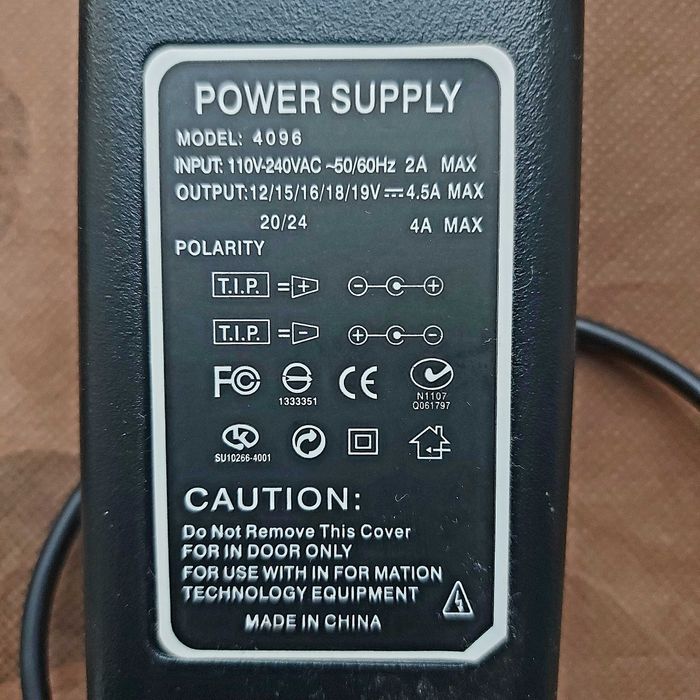 POWER SUPPLY
MODEL: 4096
INPUT: 110V-240VAC ~50/60Hz 2A MAX
OUTPUT:12/15/16/18/19V⎓4.5A MAX
20/24 4A MAX
POLARITY
T.I.P. =+ - +
T.I.P. =- + -
FC CE
1333351
N1107
Q061797
SU10266-4001
CAUTION:
Do Not Remove This Cover
FOR IN DOOR ONLY
FOR USE WITH IN FOR MATION
TECHNOLOGY EQUIPMENT
MADE IN CHINA